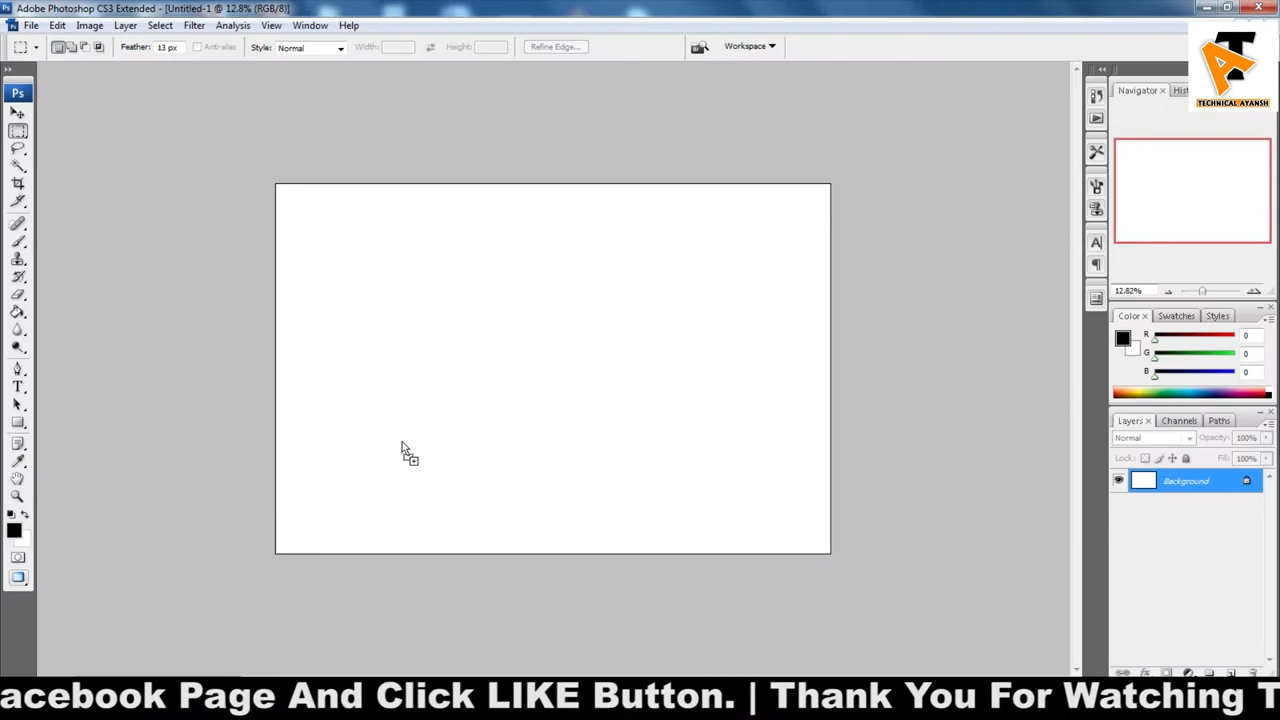 Ps Adobe Photoshop CS3 Extended - [Untitled-1 @ 12.8% (RGB/8)]
File Edit Image Layer Select Filter Analysis View Window Help
Feather: 13 px Anti-alias Style: Normal Width: Height: Refine Edge... Workspace
Ps
Navigator × Hist
TECHNICAL AYANSH
12.82%
Color × Swatches Styles
R 0
G 0
B 0
Layers × Channels Paths
Normal Opacity: 100%
Lock: Fill: 100%
Background
acebook Page And Click LIKE Button. | Thank You For Watching T